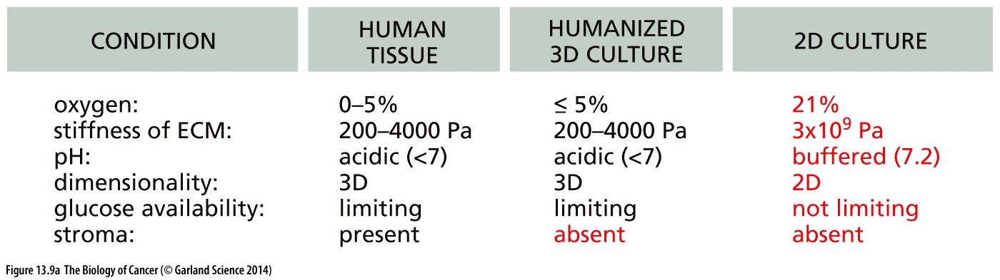 CONDITION HUMAN TISSUE HUMANIZED 3D CULTURE 2D CULTURE
oxygen: 0–5% ≤ 5% 21%
stiffness of ECM: 200–4000 Pa 200–4000 Pa 3x10⁹ Pa
pH: acidic (<7) acidic (<7) buffered (7.2)
dimensionality: 3D 3D 2D
glucose availability: limiting limiting not limiting
stroma: present absent absent
Figure 13.9a The Biology of Cancer (© Garland Science 2014)